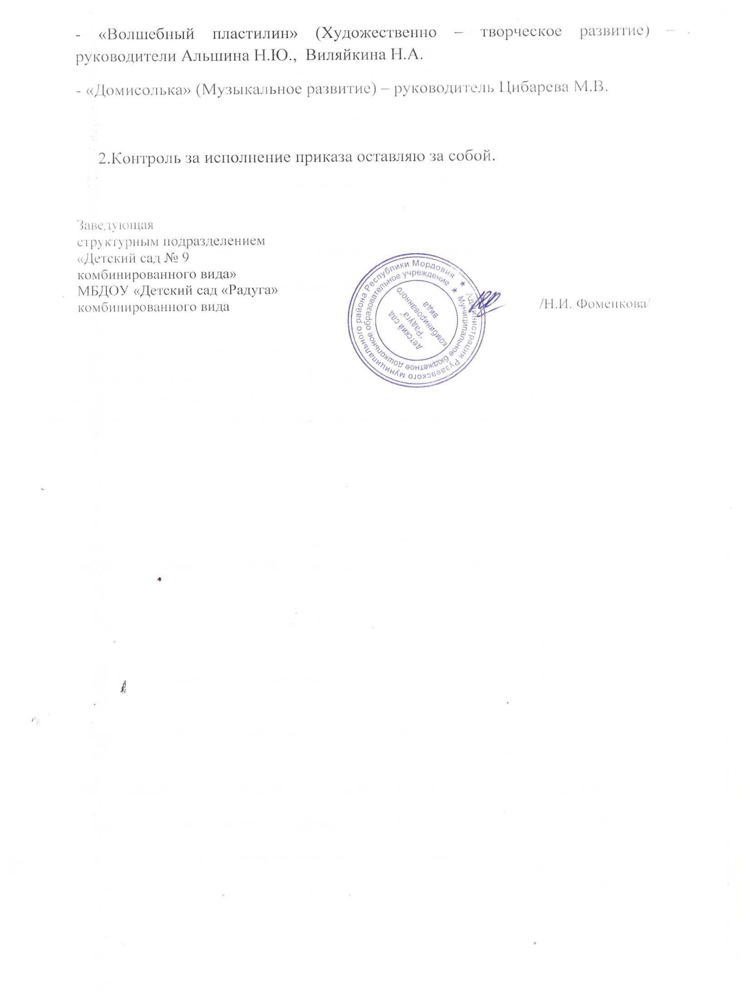 - «Волшебный пластилин» (Художественно – творческое развитие) –
руководители Альшина Н.Ю., Виляйкина Н.А.
- «Домисолька» (Музыкальное развитие) – руководитель Цибарева М.В.
2.Контроль за исполнение приказа оставляю за собой.
Заведующая
структурным подразделением
«Детский сад № 9
комбинированного вида»
МБДОУ «Детский сад «Радуга»
комбинированного вида
/Н.И. Фоменкова/
★ Администрация Рузаевского муниципального района Республики Мордовия
★ Муниципальное бюджетное дошкольное образовательное учреждение
Детский сад
"Радуга"
комбинированного
вида